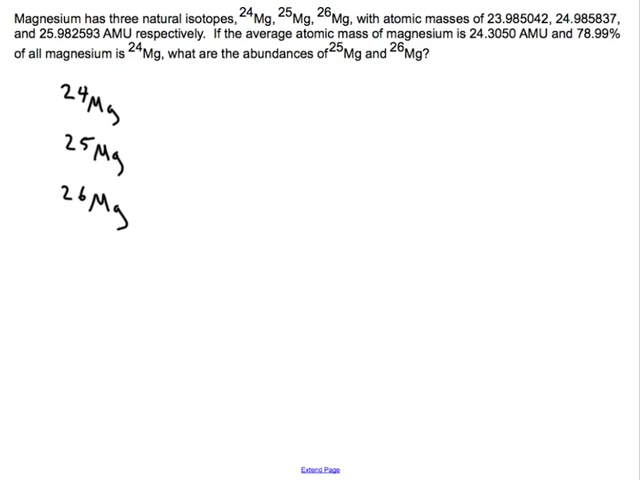 Magnesium has three natural isotopes, ²⁴Mg, ²⁵Mg, ²⁶Mg, with atomic masses of 23.985042, 24.985837,
and 25.982593 AMU respectively. If the average atomic mass of magnesium is 24.3050 AMU and 78.99%
of all magnesium is ²⁴Mg, what are the abundances of ²⁵Mg and ²⁶Mg?
²⁴Mg
²⁵Mg
²⁶Mg
Extend Page